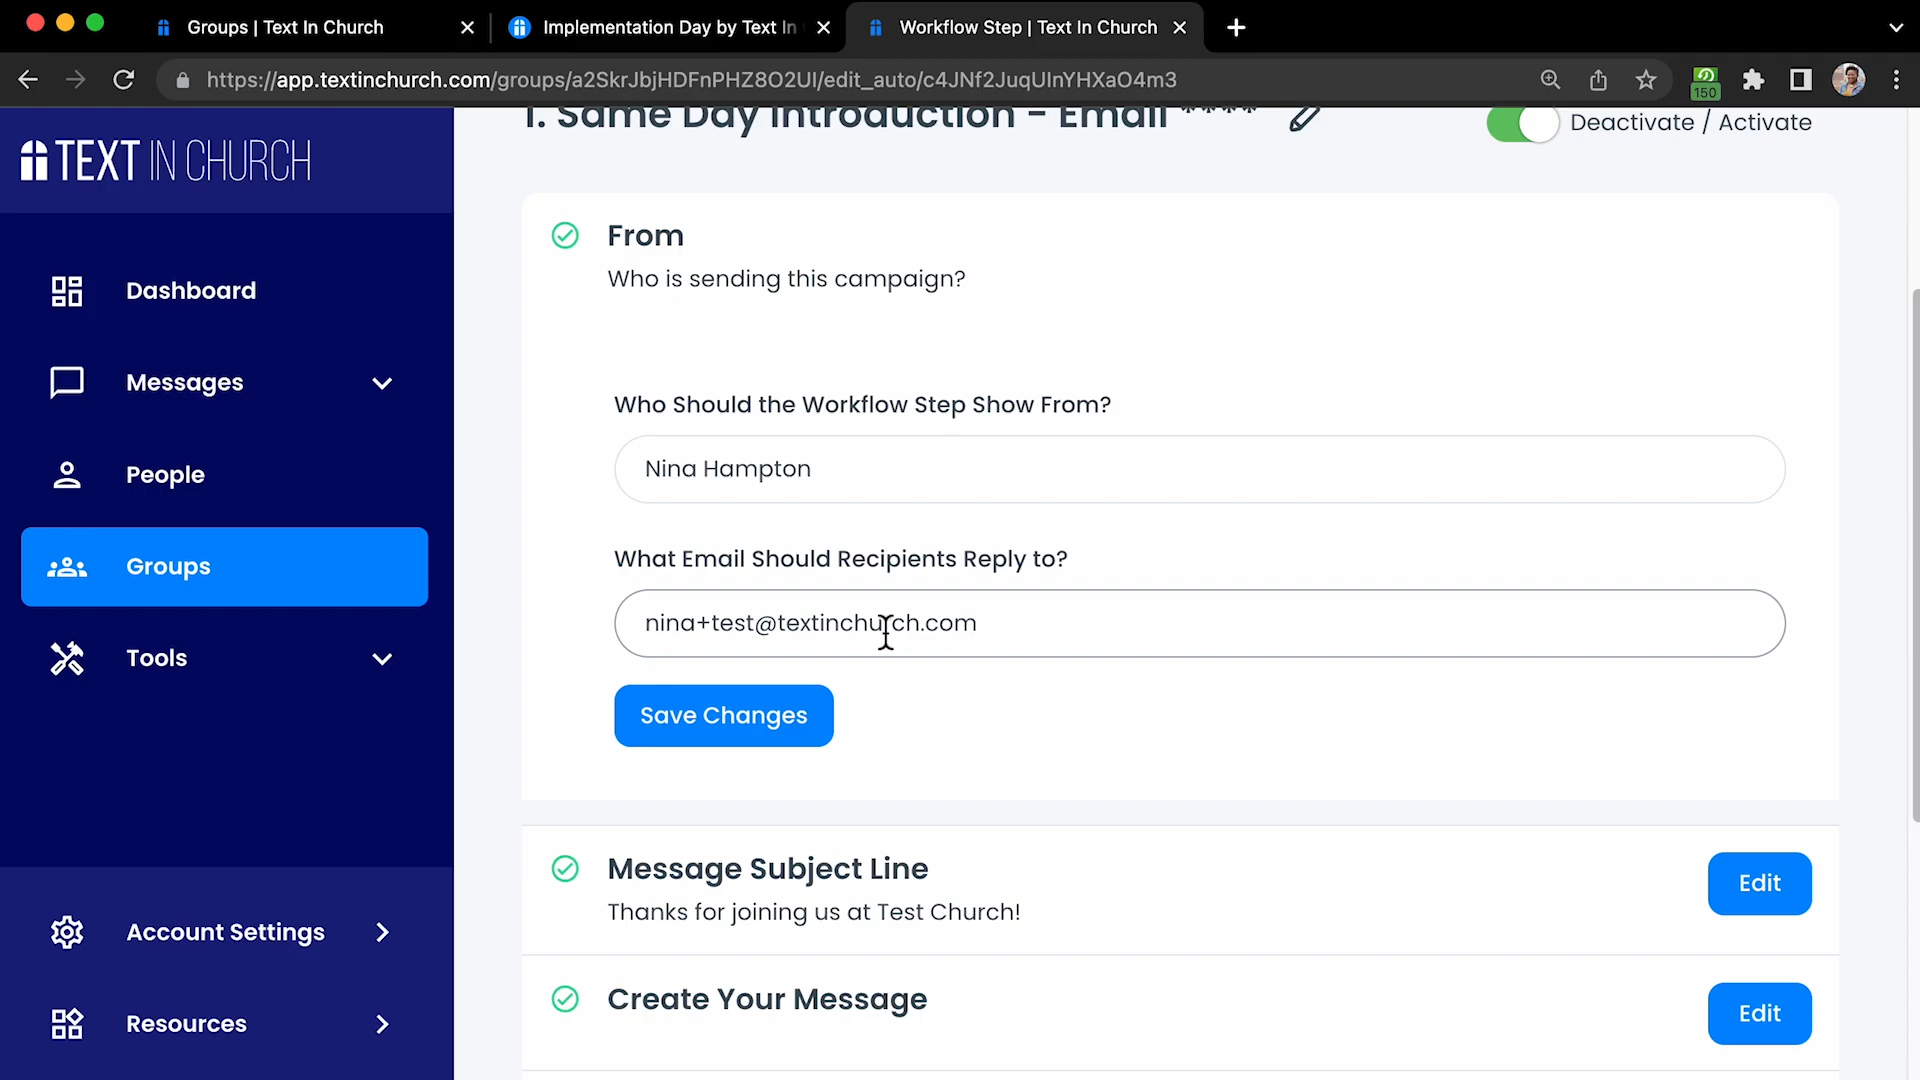 Groups | Text In Church
Implementation Day by Text In
Workflow Step | Text In Church
https://app.textinchurch.com/groups/a2SkrJbjHDFnPHZ8O2UI/edit_auto/c4JNf2JuqUInYHXaO4m3
150
TEXT IN CHURCH
Dashboard
Messages
People
Groups
Tools
Account Settings
Resources
1. Same Day Introduction - Email ****
Deactivate / Activate
From
Who is sending this campaign?
Who Should the Workflow Step Show From?
Nina Hampton
What Email Should Recipients Reply to?
nina+test@textinchurch.com
Save Changes
Message Subject Line
Edit
Thanks for joining us at Test Church!
Create Your Message
Edit